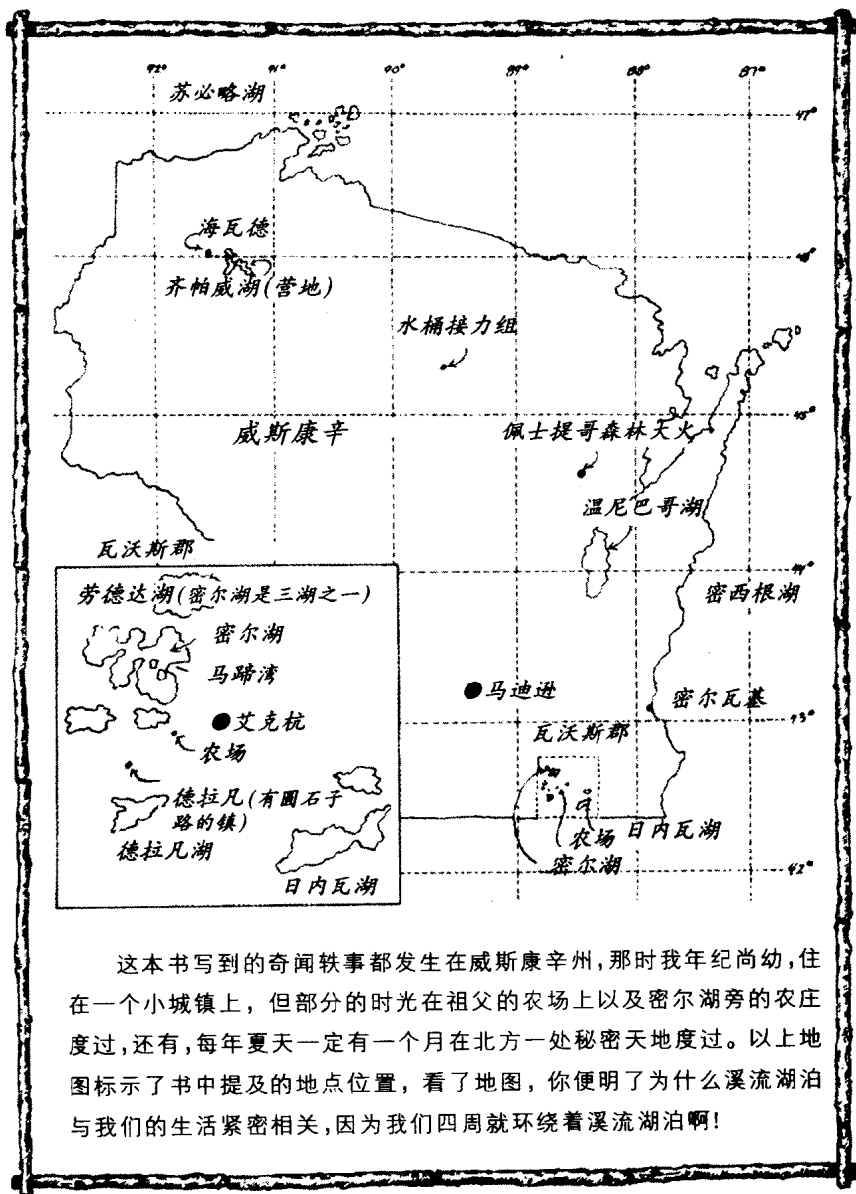 92° 91° 90° 89° 88° 87°
苏必略湖
47°
海瓦德
46°
齐帕威湖(营地)
水桶接力组
45°
威斯康辛
佩士提哥森林大火
温尼巴哥湖
瓦沃斯郡
44°
劳德达湖(密尔湖是三湖之一)
密西根湖
密尔湖
马蹄湾
马迪逊
密尔瓦基
艾克杭
43°
瓦沃斯郡
农场
德拉凡(有圆石子
路的镇)
日内瓦湖
农场
德拉凡湖
密尔湖
42°
日内瓦湖
这本书写到的奇闻轶事都发生在威斯康辛州,那时我年纪尚幼,住
在一个小城镇上,但部分的时光在祖父的农场上以及密尔湖旁的农庄
度过,还有,每年夏天一定有一个月在北方一处秘密天地度过。以上地
图标示了书中提及的地点位置,看了地图,你便明了为什么溪流湖泊
与我们的生活紧密相关,因为我们四周就环绕着溪流湖泊啊!